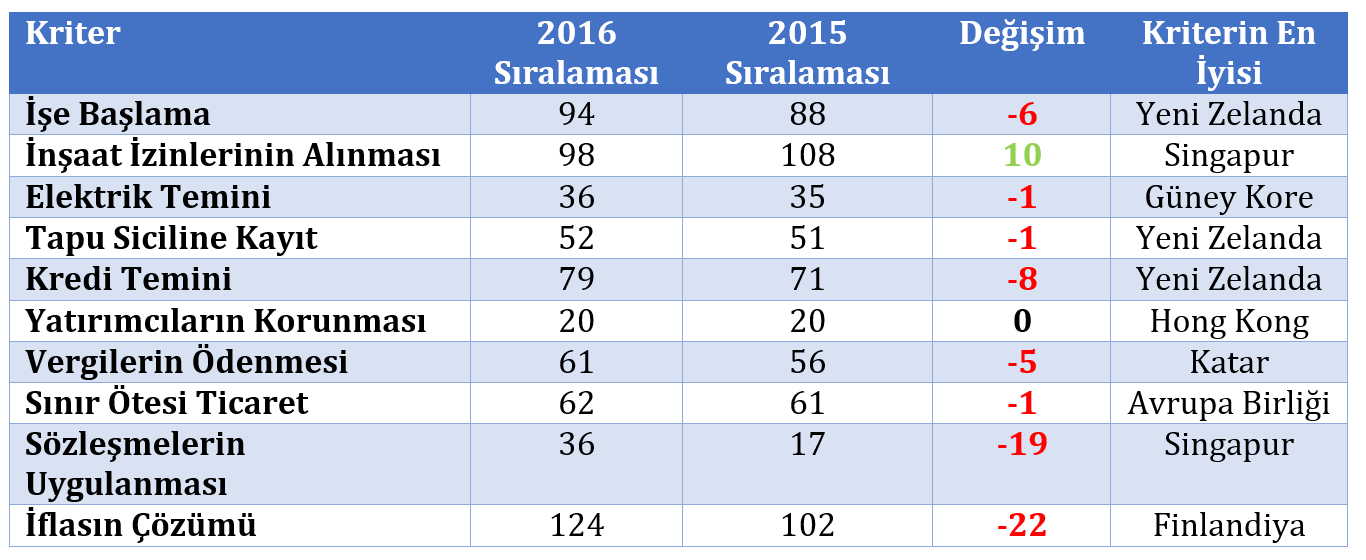 Kriter 2016 Sıralaması 2015 Sıralaması Değişim Kriterin En İyisi
İşe Başlama 94 88 -6 Yeni Zelanda
İnşaat İzinlerinin Alınması 98 108 10 Singapur
Elektrik Temini 36 35 -1 Güney Kore
Tapu Siciline Kayıt 52 51 -1 Yeni Zelanda
Kredi Temini 79 71 -8 Yeni Zelanda
Yatırımcıların Korunması 20 20 0 Hong Kong
Vergilerin Ödenmesi 61 56 -5 Katar
Sınır Ötesi Ticaret 62 61 -1 Avrupa Birliği
Sözleşmelerin Uygulanması 36 17 -19 Singapur
İflasın Çözümü 124 102 -22 Finlandiya